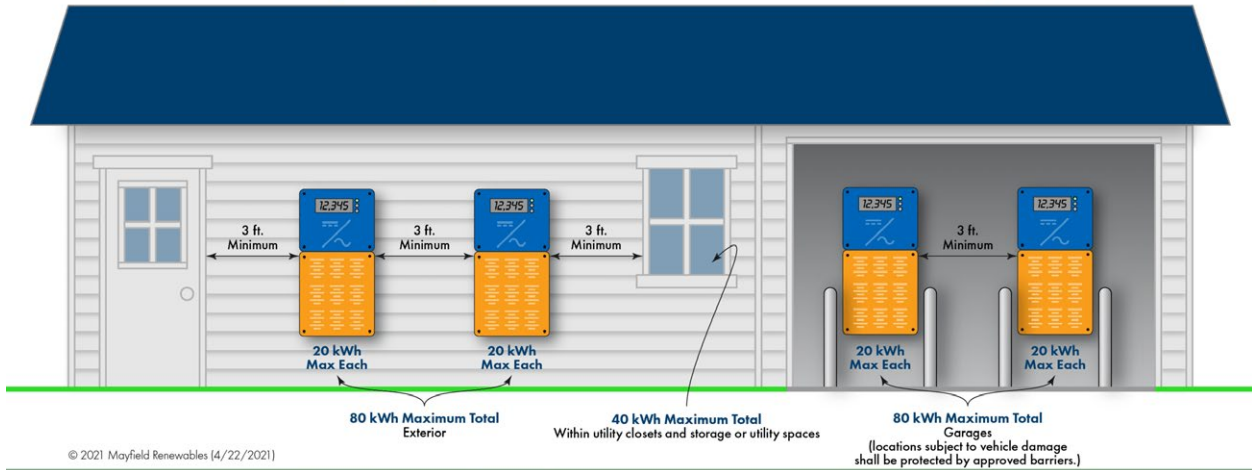 12,345
12,345
12,345
12,345
3 ft.
Minimum
3 ft.
Minimum
3 ft.
Minimum
3 ft.
Minimum
20 kWh
Max Each
20 kWh
Max Each
20 kWh
Max Each
20 kWh
Max Each
80 kWh Maximum Total
Exterior
40 kWh Maximum Total
Within utility closets and storage or utility spaces
80 kWh Maximum Total
Garages
(locations subject to vehicle damage
shall be protected by approved barriers.)
© 2021 Mayfield Renewables (4/22/2021)